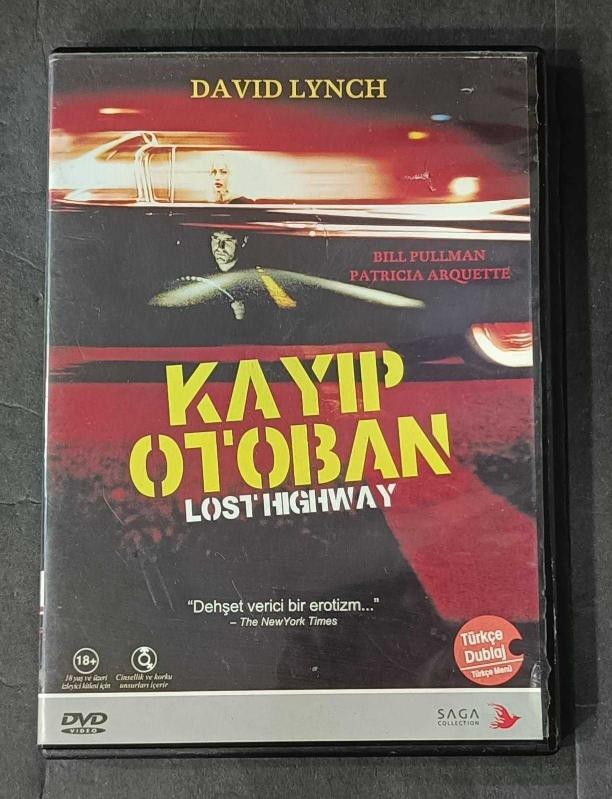 DAVID LYNCH
BILL PULLMAN
PATRICIA ARQUETTE
KAYIP
OTOBAN
LOST HIGHWAY
“Dehşet verici bir erotizm...”
– The NewYork Times
Türkçe
Dublaj
Türkçe Menü
18+
18 yaş ve üzeri
izleyici kitlesi için
Cinsellik ve korku
unsurları içerir
DVD
VIDEO
SAGA
COLLECTION